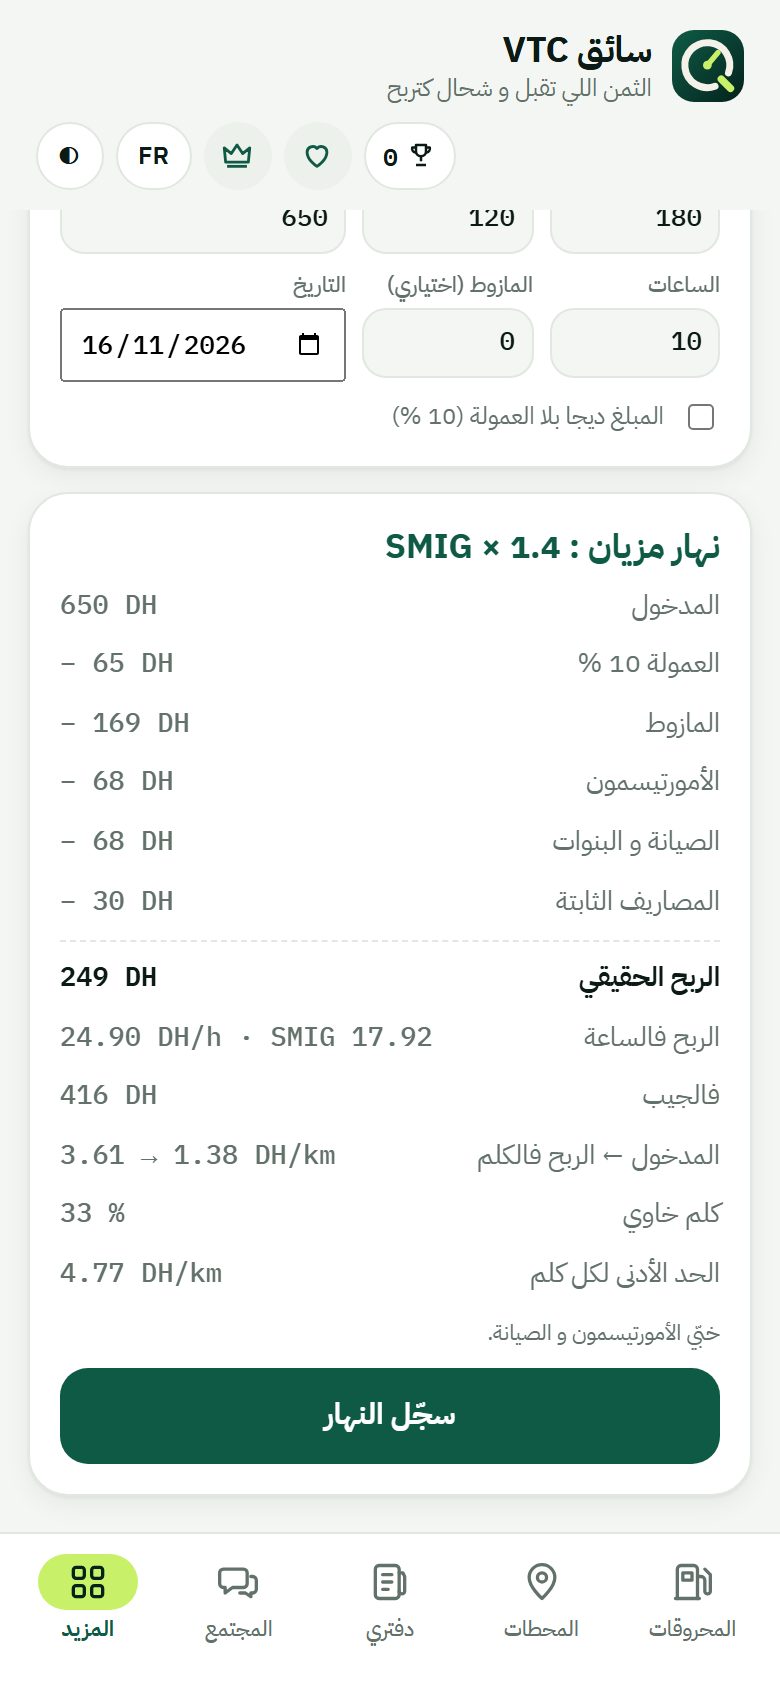 سائق VTC
الثمن اللي تقبل و شحال كتربح
0
FR
180 120 650
الساعات المازوط (اختياري) التاريخ
10 0 16/11/2026
المبلغ ديجا بلا العمولة (10 %)
نهار مزيان : SMIG × 1.4
المدخول 650 DH
العمولة 10 % − 65 DH
المازوط − 169 DH
الأمورتيسمون − 68 DH
الصيانة و البنوات − 68 DH
المصاريف الثابتة − 30 DH
الربح الحقيقي 249 DH
الربح فالساعة 24.90 DH/h · SMIG 17.92
فالجيب 416 DH
المدخول ← الربح فالكلم 3.61 → 1.38 DH/km
كلم خاوي 33 %
الحد الأدنى لكل كلم 4.77 DH/km
خبّي الأمورتيسمون و الصيانة.
سجّل النهار
المحروقات المحطات دفتري المجتمع المزيد